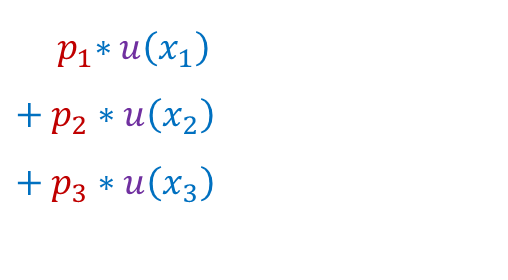 p₁* u(x₁)
+ p₂ * u(x₂)
+ p₃ * u(x₃)